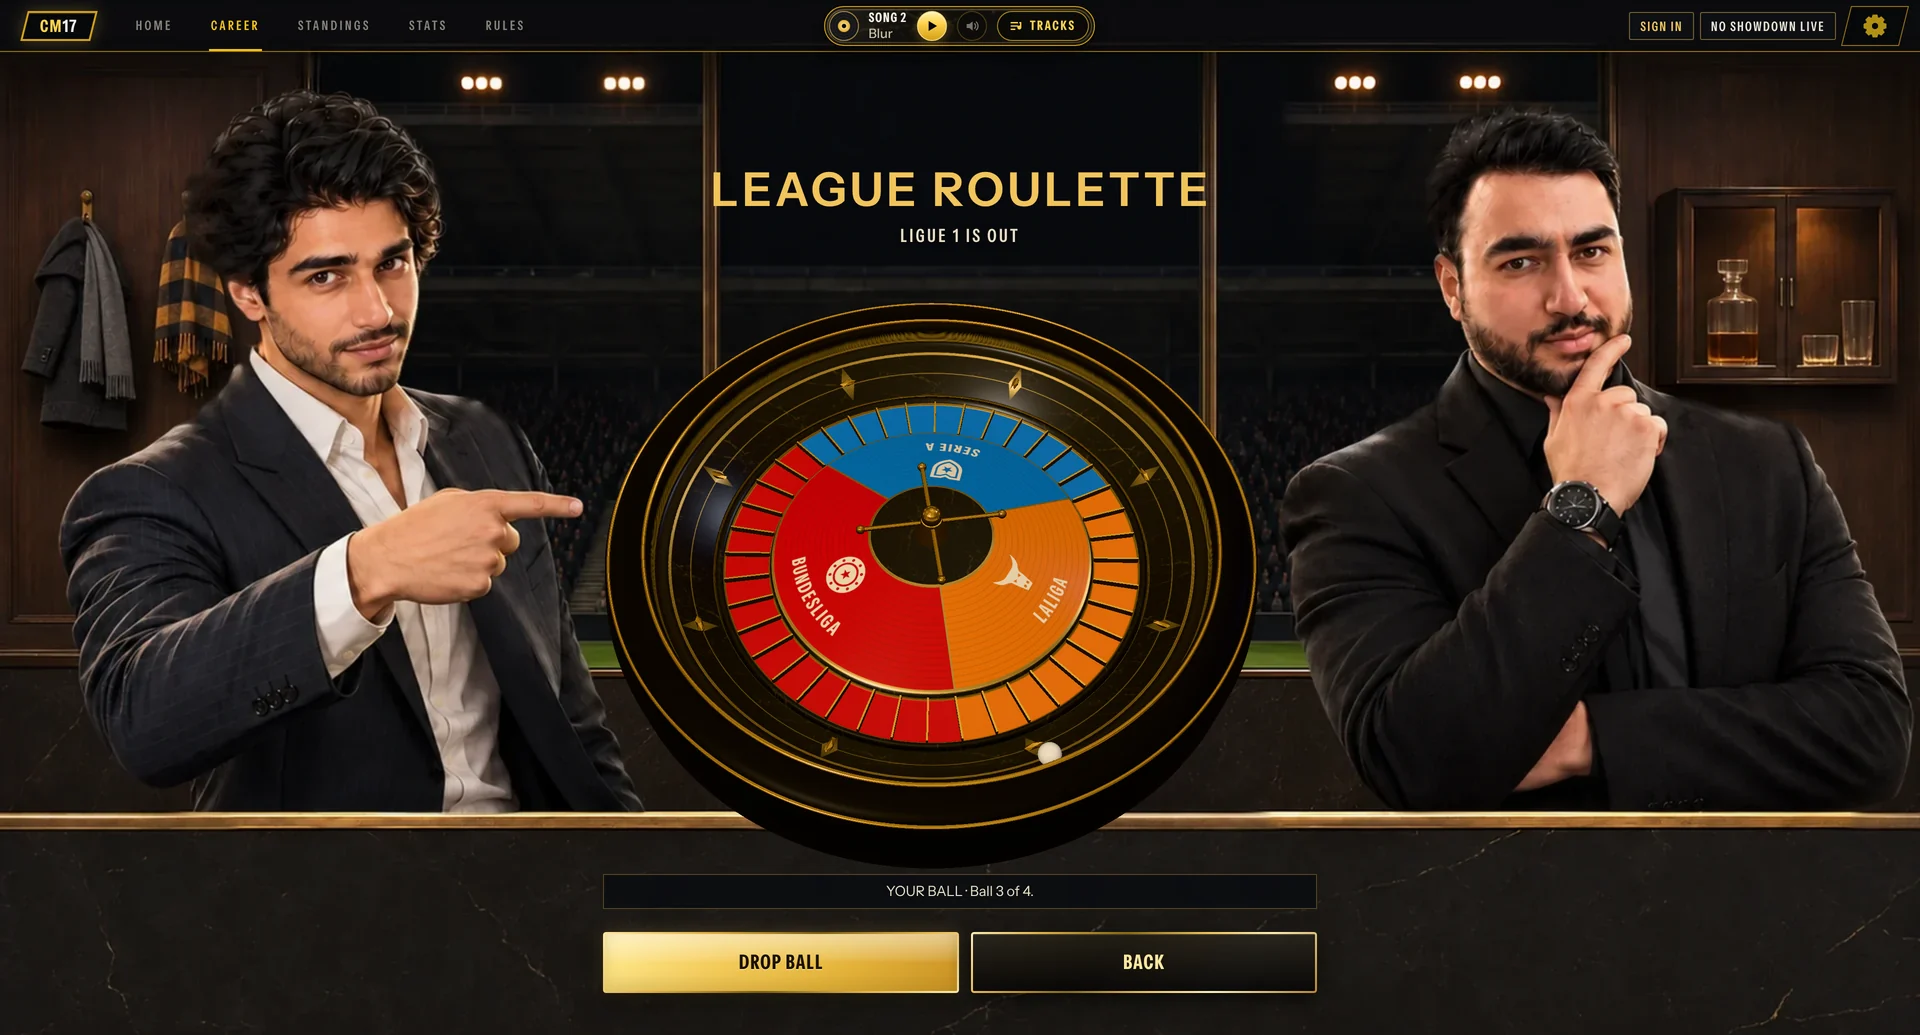 CM17
HOME
CAREER
STANDINGS
STATS
RULES
SONG 2
Blur
TRACKS
SIGN IN
NO SHOWDOWN LIVE
LEAGUE ROULETTE
LIGUE 1 IS OUT
SERIE A
BUNDESLIGA
LALIGA
YOUR BALL · Ball 3 of 4.
DROP BALL
BACK